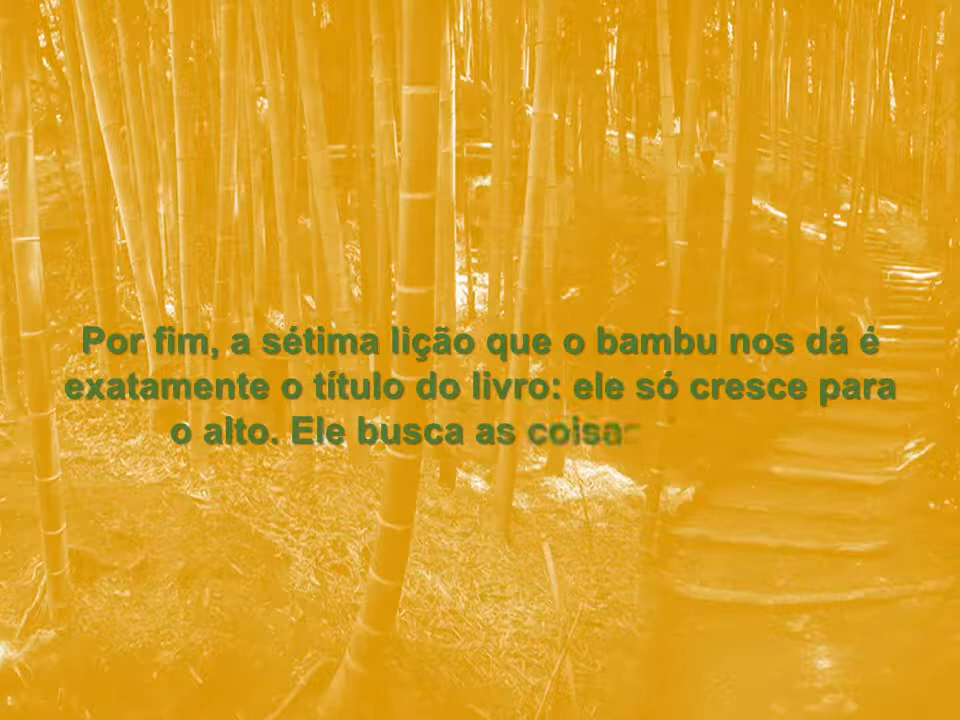 Por fim, a sétima lição que o bambu nos dá é
exatamente o título do livro: ele só cresce para
o alto. Ele busca as